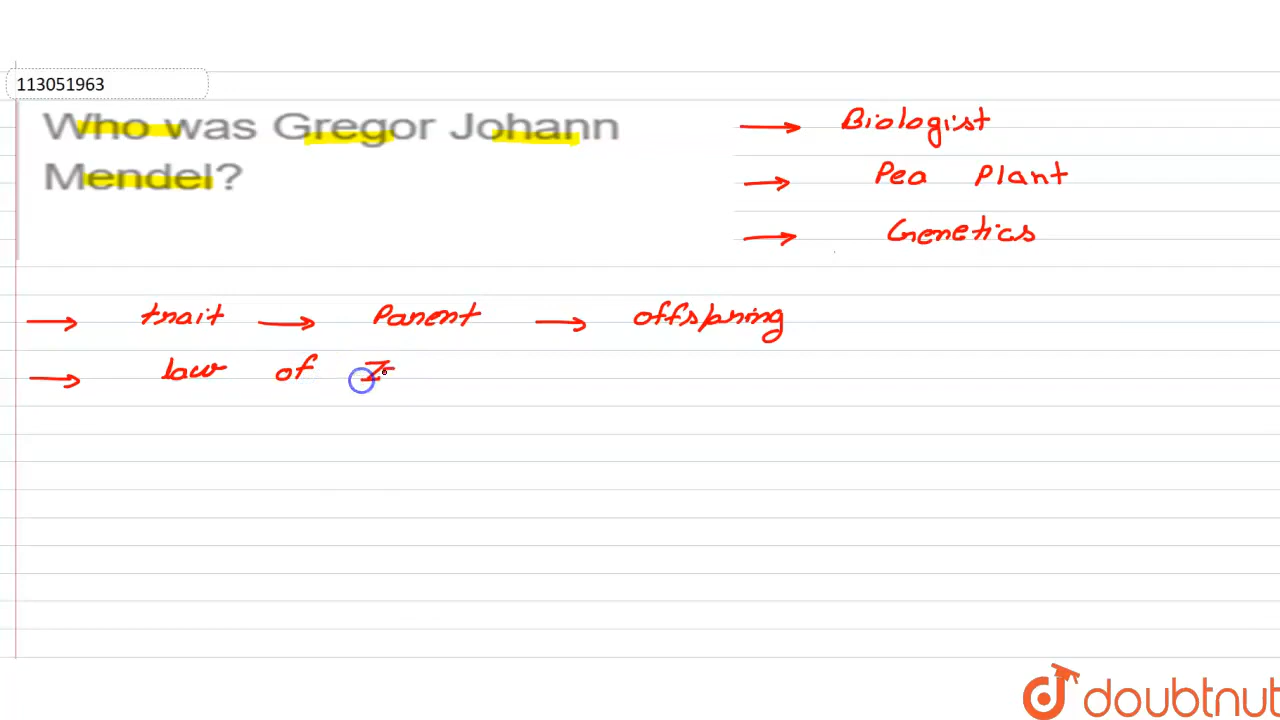 113051963
Who was Gregor Johann
Mendel?
→ Biologist
→ Pea Plant
→ Genetics
→ trait → Parent → offspring
→ law of I
doubtnut